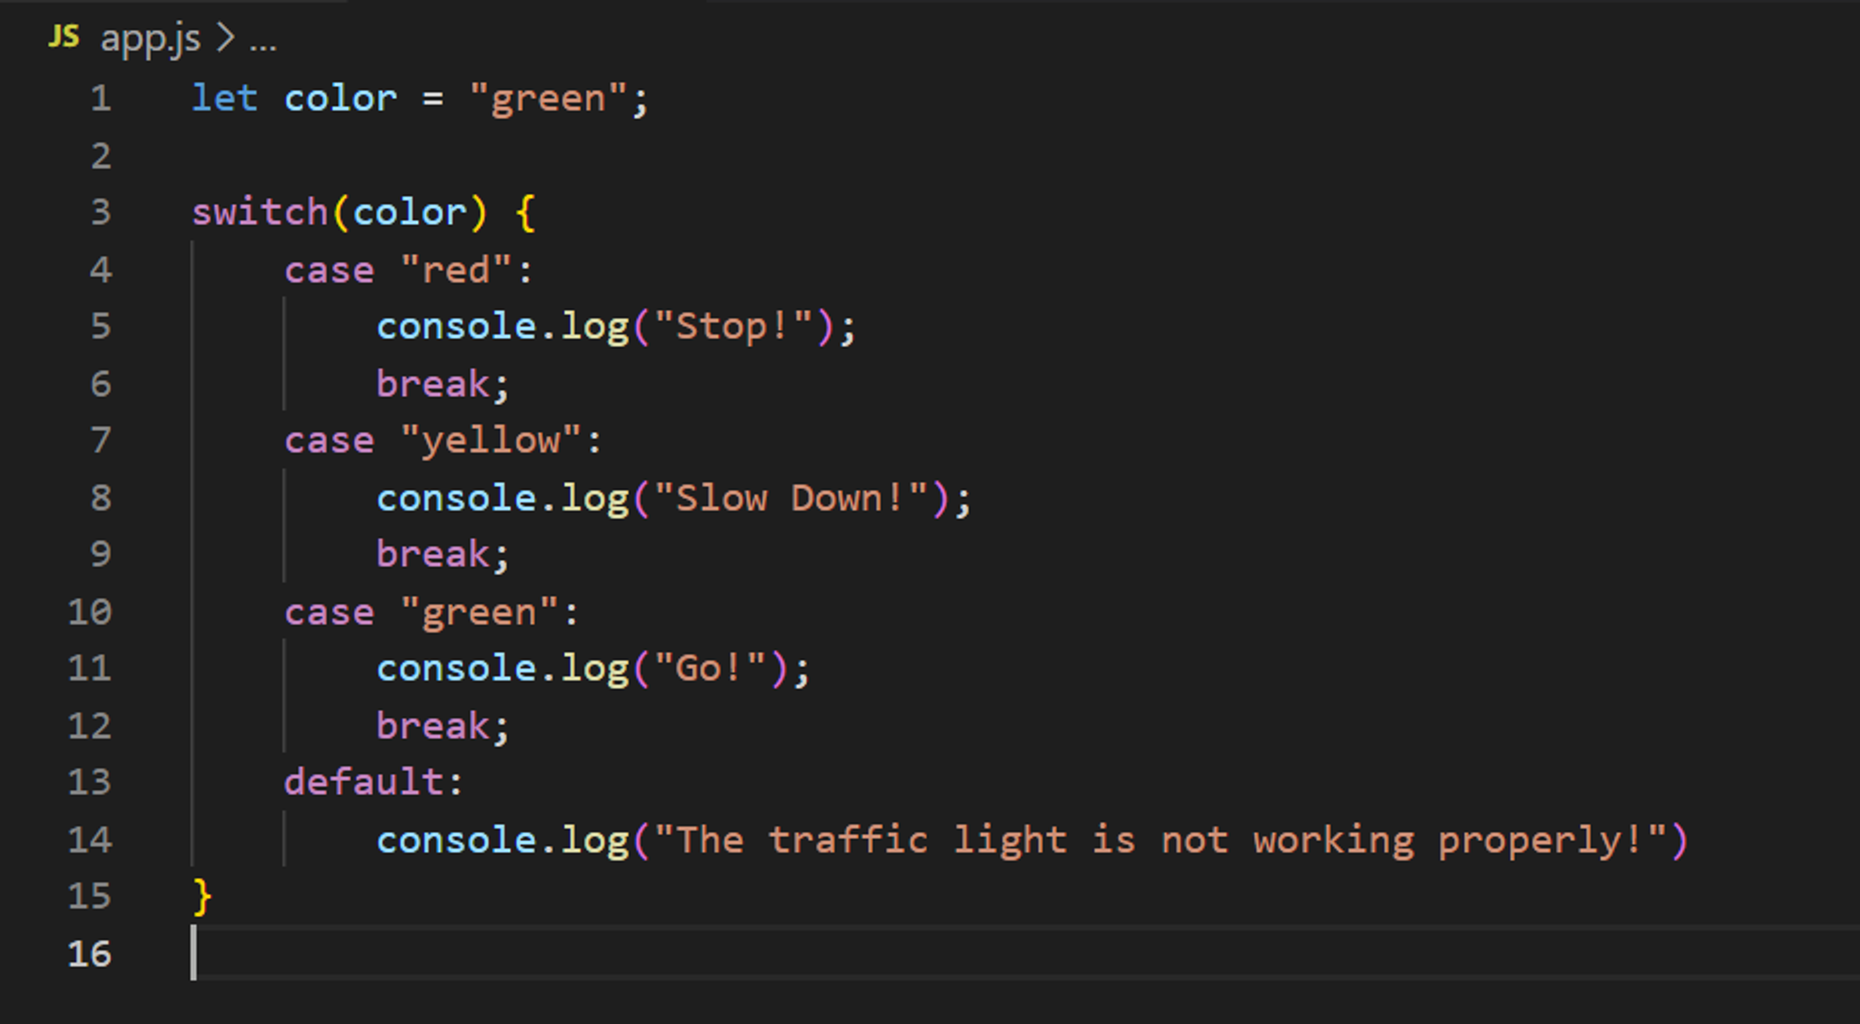 JS app.js > ...
1 let color = "green";
2
3 switch(color) {
4     case "red":
5         console.log("Stop!");
6         break;
7     case "yellow":
8         console.log("Slow Down!");
9         break;
10     case "green":
11         console.log("Go!");
12         break;
13     default:
14         console.log("The traffic light is not working properly!")
15 }
16